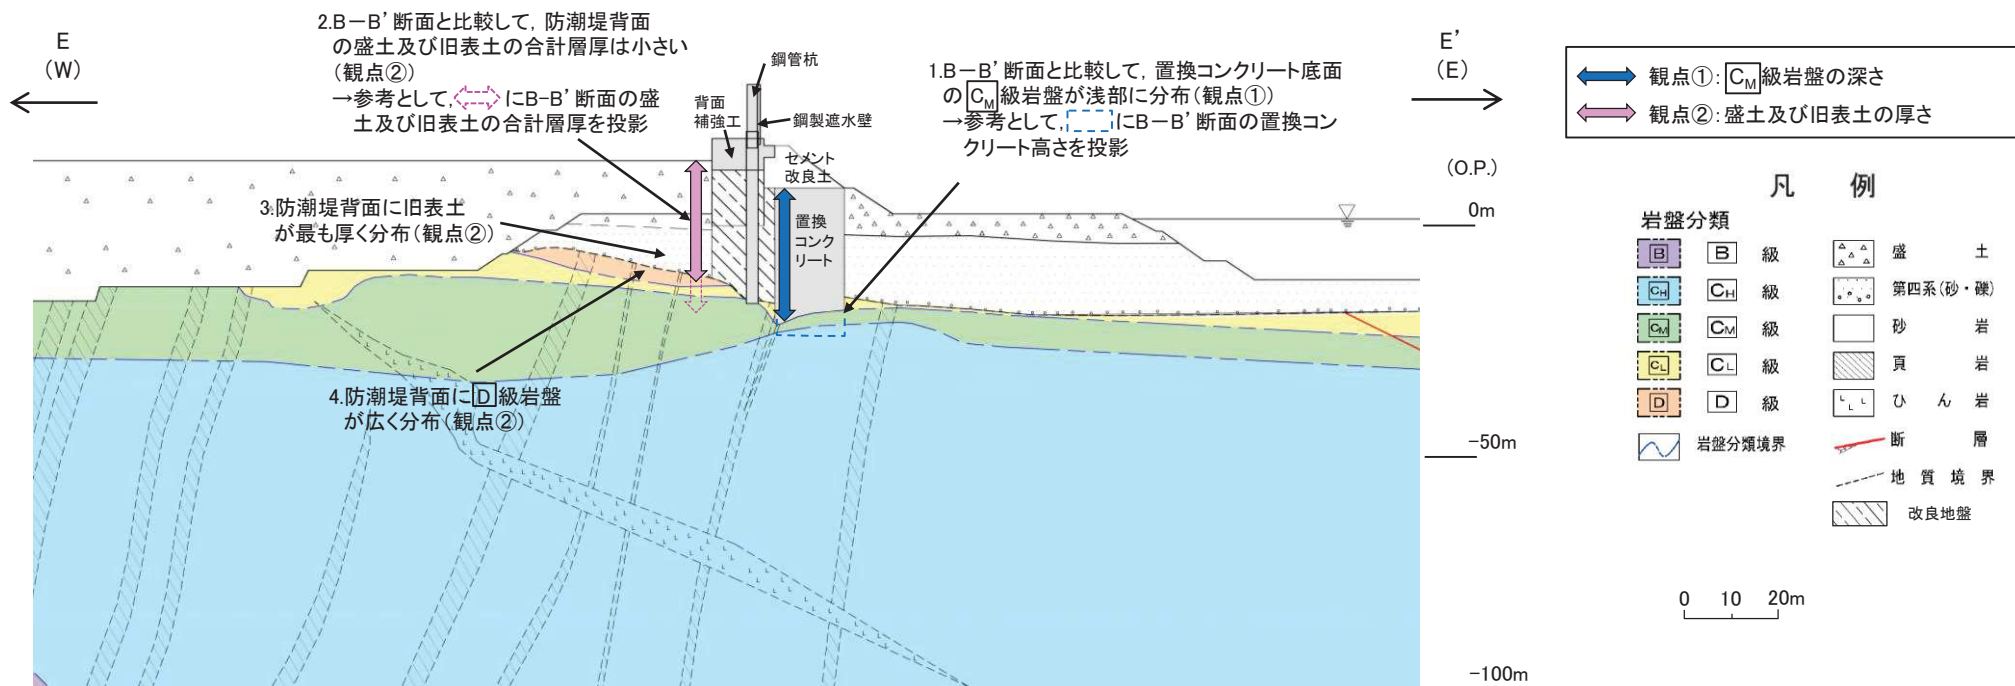 E
(W)
2.B－B’断面と比較して，防潮堤背面
の盛土及び旧表土の合計層厚は小さい
(観点②)
→参考として，にB-B’断面の盛
土及び旧表土の合計層厚を投影
鋼管杭
背面
補強工
鋼製遮水壁
1.B－B’断面と比較して，置換コンクリート底面
のCM級岩盤が浅部に分布(観点①)
→参考として，にB－B’断面の置換コン
クリート高さを投影
E’
(E)
セメント
改良土
置換
コンク
リート
3.防潮堤背面に旧表土
が最も厚く分布(観点②)
4.防潮堤背面にD級岩盤
が広く分布(観点②)
(O.P.)
0m
−50m
−100m
観点①：CM級岩盤の深さ
観点②：盛土及び旧表土の厚さ
凡 例
岩盤分類
B B 級
CH CH 級
CM CM 級
CL CL 級
D D 級
岩盤分類境界
盛 土
第四系(砂・礫)
砂 岩
頁 岩
ひ ん 岩
断 層
地 質 境 界
改良地盤
0 10 20m